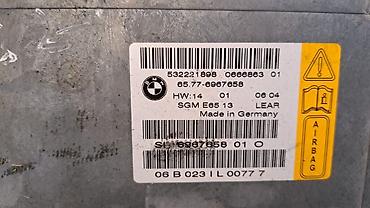 BMW
532221898 0666863 01
65.77-6967658
HW:14 01 06 04
SGM E65 13 LEAR
Made in Germany
6967658 01 O
06 B 023 I L 0077 7
AIRBAG